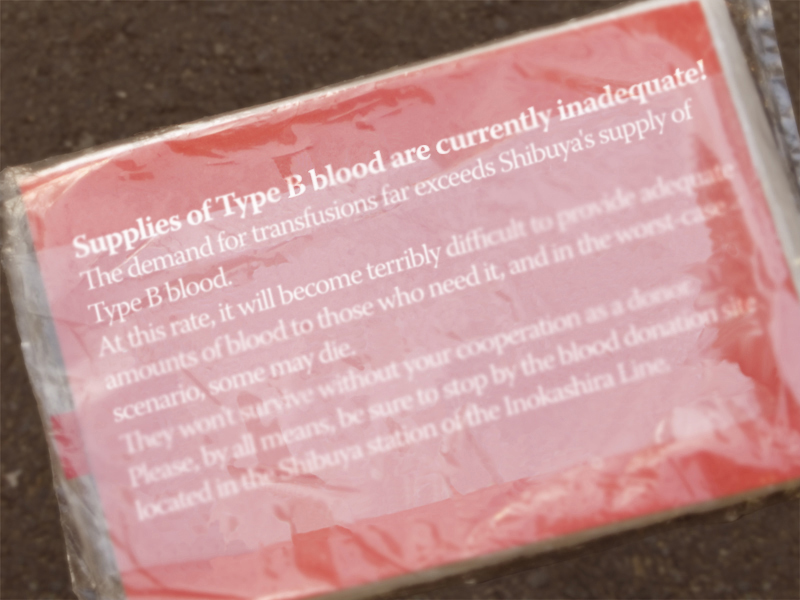 Supplies of Type B blood are currently inadequate!
The demand for transfusions far exceeds Shibuya's supply of
Type B blood.
At this rate, it will become terribly difficult to provide adequate
amounts of blood to those who need it, and in the worst-case
scenario, some may die.
They won't survive without your cooperation as a donor.
Please, by all means, be sure to stop by the blood donation site
located in the Shibuya station of the Inokashira Line.